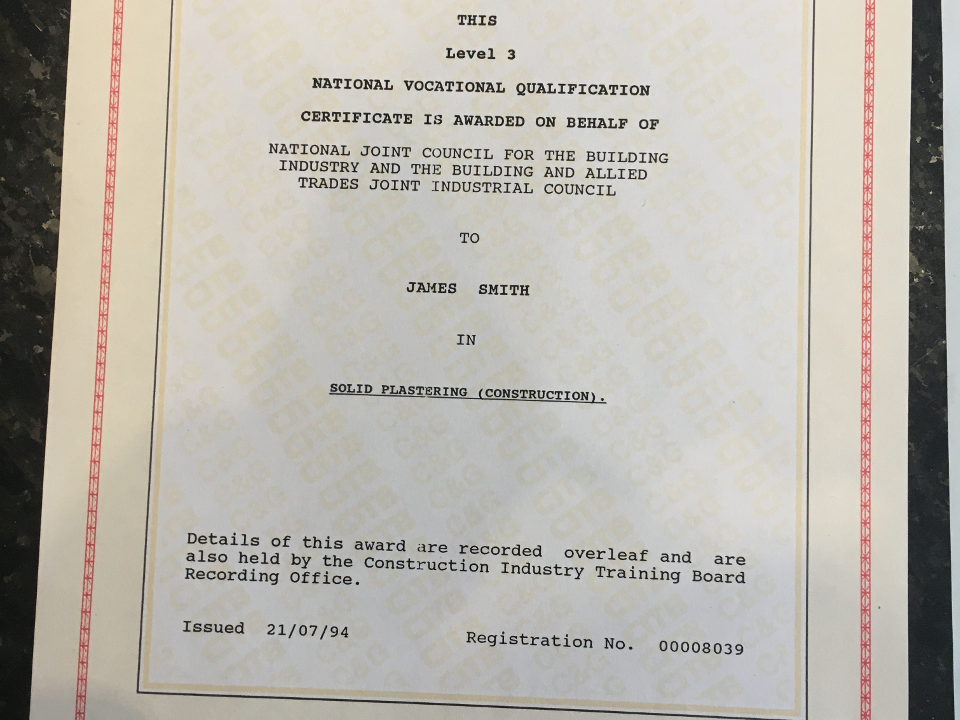 THIS
Level 3
NATIONAL VOCATIONAL QUALIFICATION
CERTIFICATE IS AWARDED ON BEHALF OF
NATIONAL JOINT COUNCIL FOR THE BUILDING
INDUSTRY AND THE BUILDING AND ALLIED
TRADES JOINT INDUSTRIAL COUNCIL
TO
JAMES SMITH
IN
SOLID PLASTERING (CONSTRUCTION).
Details of this award are recorded overleaf and are
also held by the Construction Industry Training Board
Recording Office.
Issued 21/07/94
Registration No. 00008039